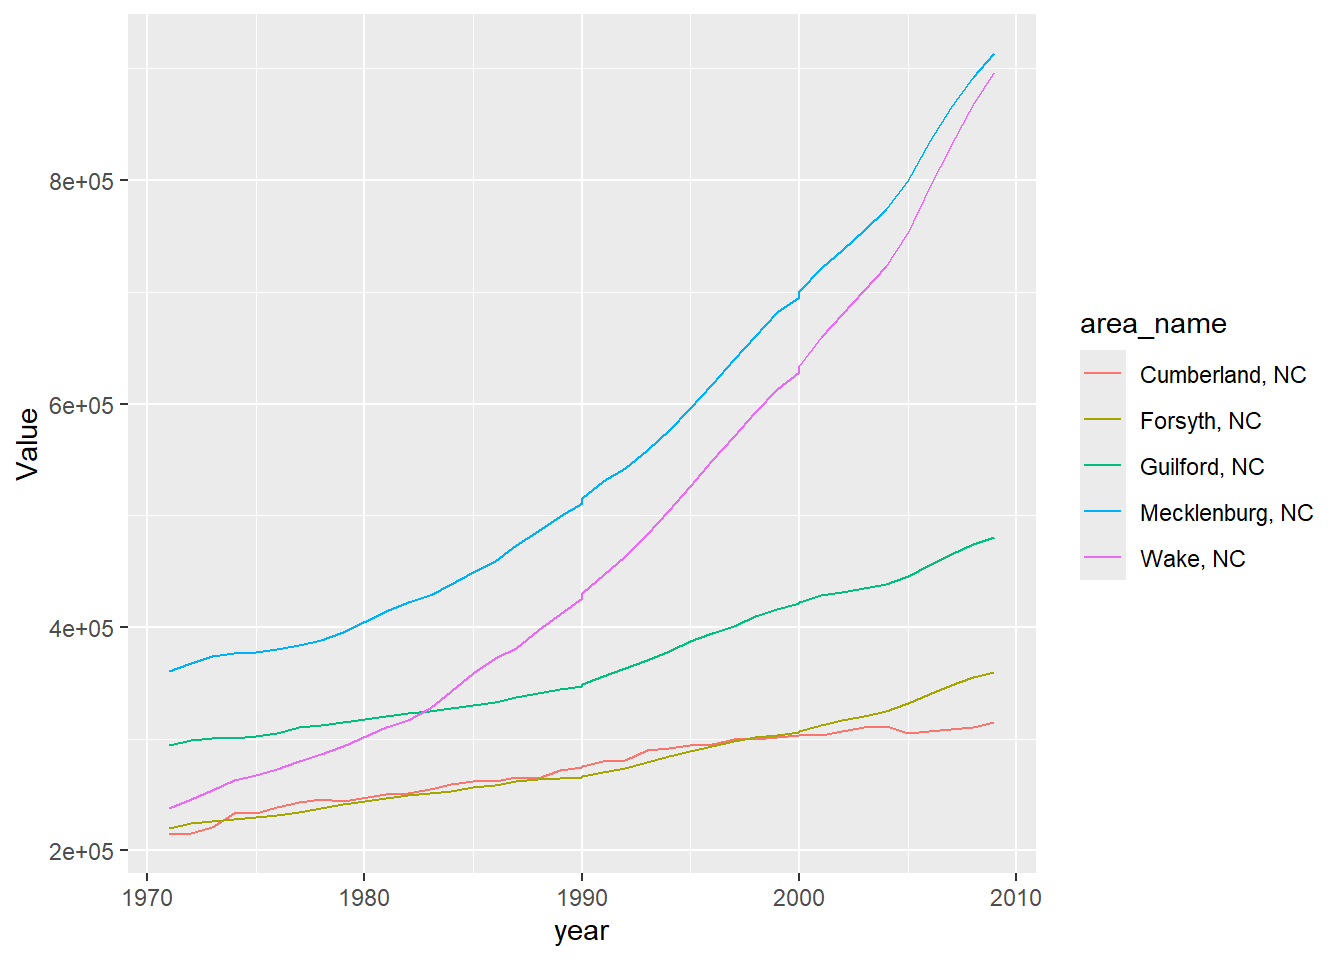 Value
8e+05
6e+05
4e+05
2e+05
1970
1980
1990
2000
2010
year
area_name
Cumberland, NC
Forsyth, NC
Guilford, NC
Mecklenburg, NC
Wake, NC